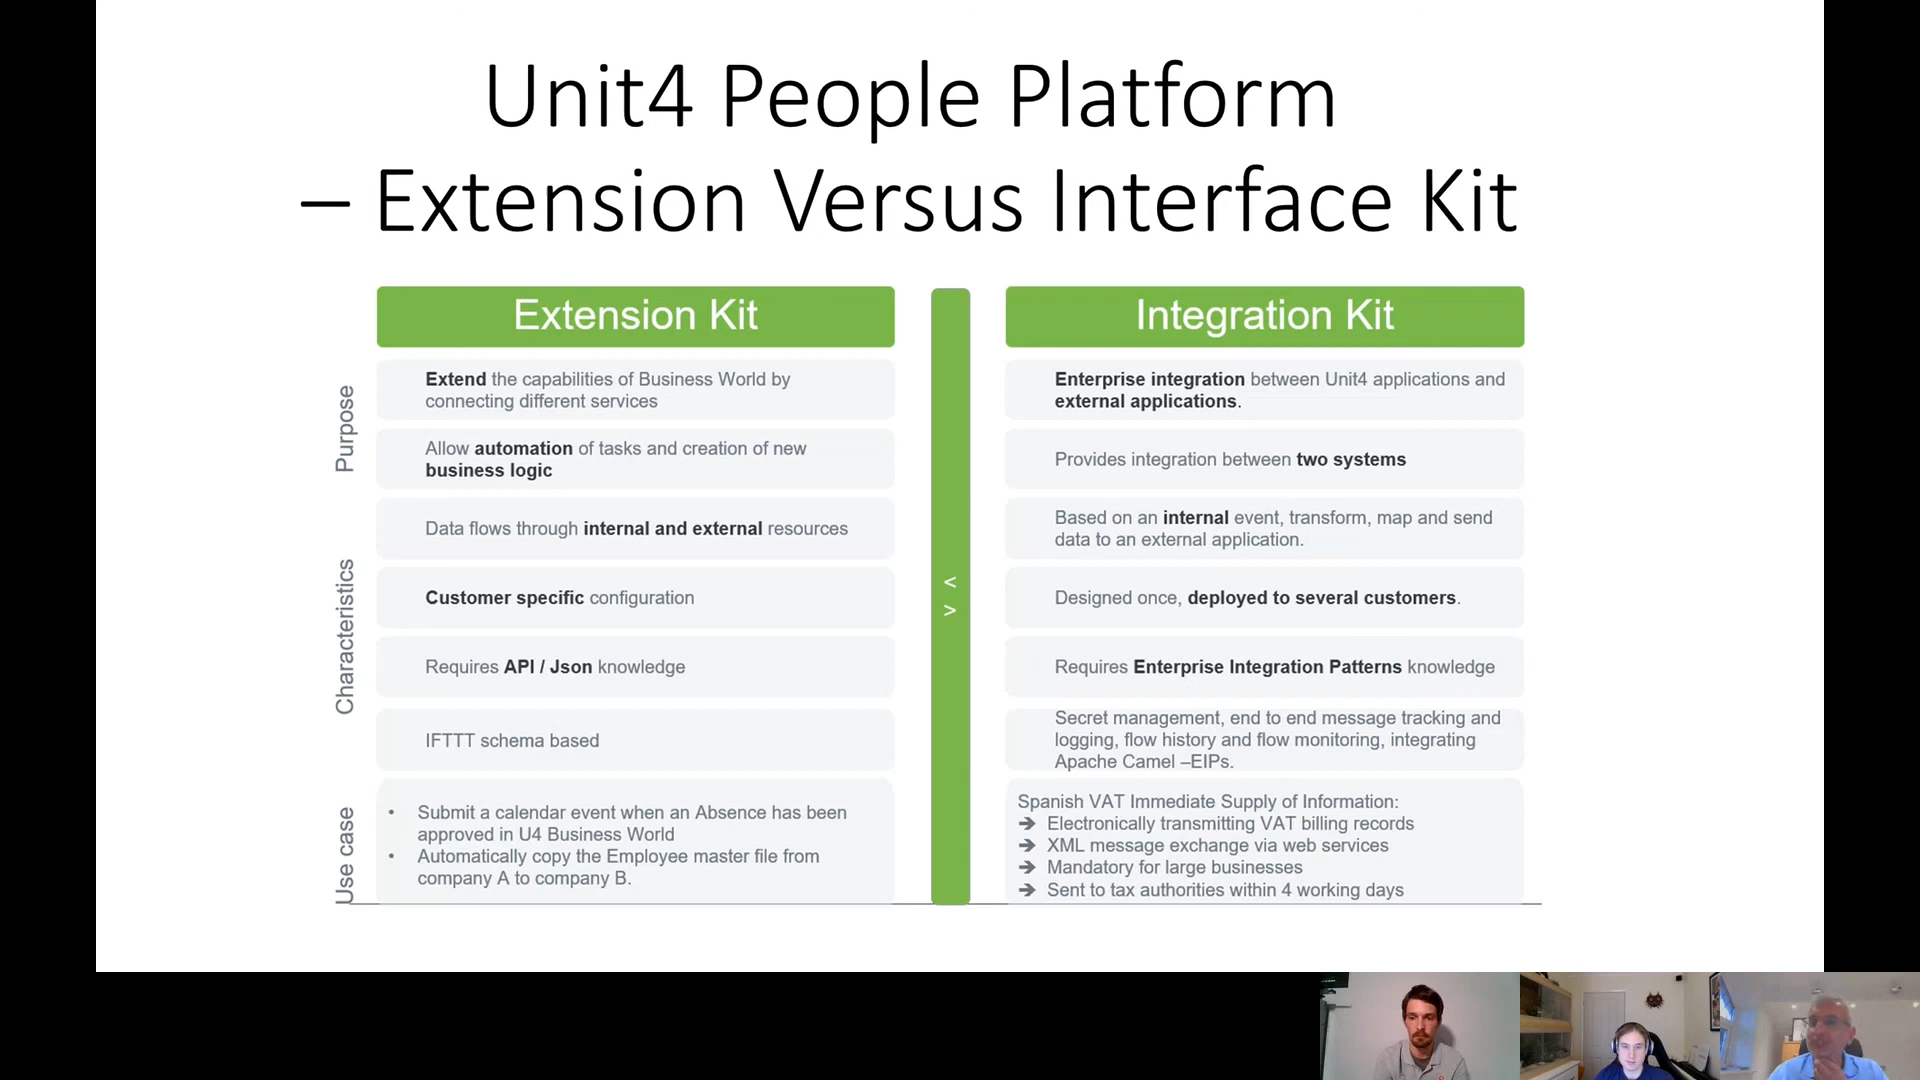 Unit4 People Platform
– Extension Versus Interface Kit
Extension Kit
Integration Kit
Purpose
Extend the capabilities of Business World by
connecting different services
Enterprise integration between Unit4 applications and
external applications.
Allow automation of tasks and creation of new
business logic
Provides integration between two systems
Characteristics
Data flows through internal and external resources
Based on an internal event, transform, map and send
data to an external application.
<
>
Customer specific configuration
Designed once, deployed to several customers.
Requires API / Json knowledge
Requires Enterprise Integration Patterns knowledge
IFTTT schema based
Secret management, end to end message tracking and
logging, flow history and flow monitoring, integrating
Apache Camel –EIPs.
Use case
• Submit a calendar event when an Absence has been
approved in U4 Business World
• Automatically copy the Employee master file from
company A to company B.
Spanish VAT Immediate Supply of Information:
➔ Electronically transmitting VAT billing records
➔ XML message exchange via web services
➔ Mandatory for large businesses
➔ Sent to tax authorities within 4 working days